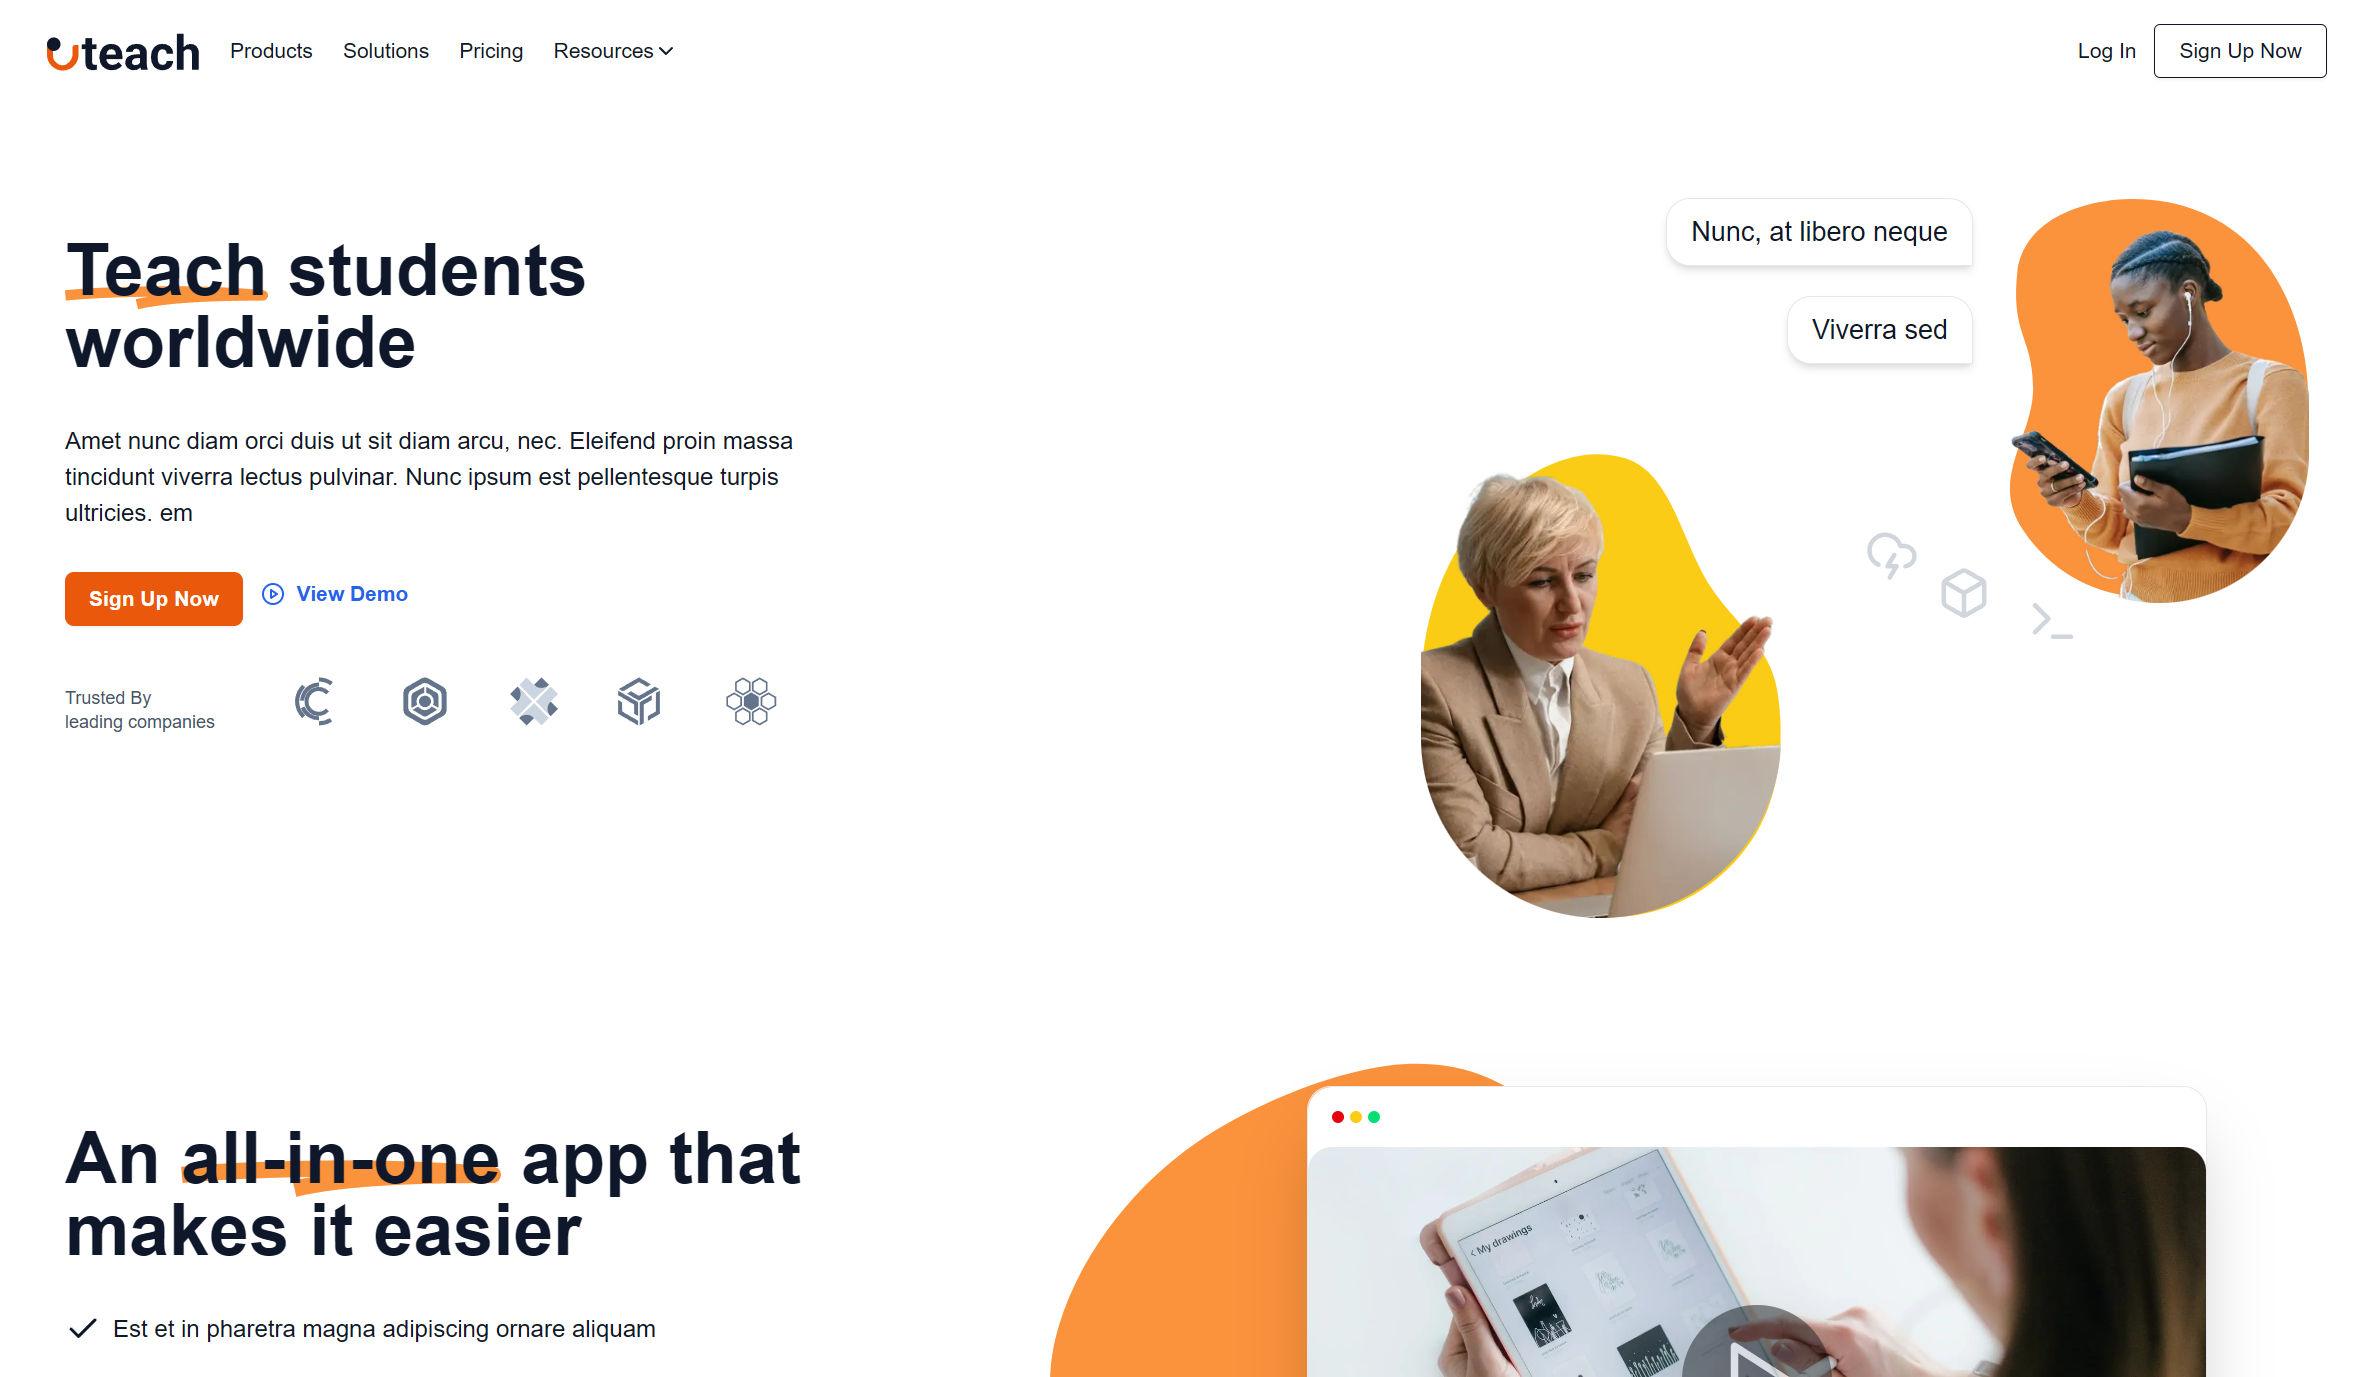 teach
Products
Solutions
Pricing
Resources
Log In
Sign Up Now
Teach students
worldwide
Amet nunc diam orci duis ut sit diam arcu, nec. Eleifend proin massa
tincidunt viverra lectus pulvinar. Nunc ipsum est pellentesque turpis
ultricies. em
Sign Up Now
View Demo
Trusted By
leading companies
Nunc, at libero neque
Viverra sed
An all-in-one app that
makes it easier
Est et in pharetra magna adipiscing ornare aliquam
My drawings